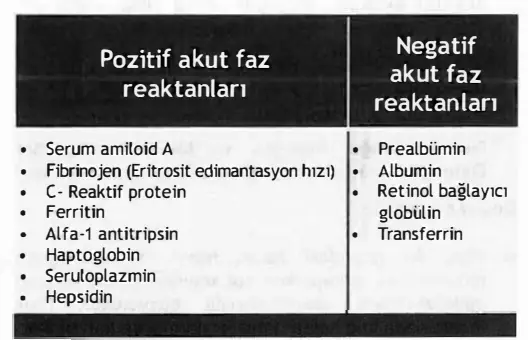 Pozitif akut faz
reaktanları
Negatif
akut faz
reaktanları
• Serum amiloid A
• Fibrinojen (Eritrosit edimantasyon hızı)
• C- Reaktif protein
• Ferritin
• Alfa-1 antitripsin
• Haptoglobin
• Seruloplazmin
• Hepsidin
• Prealbümin
• Albumin
• Retinol bağlayıcı
globülin
• Transferrin